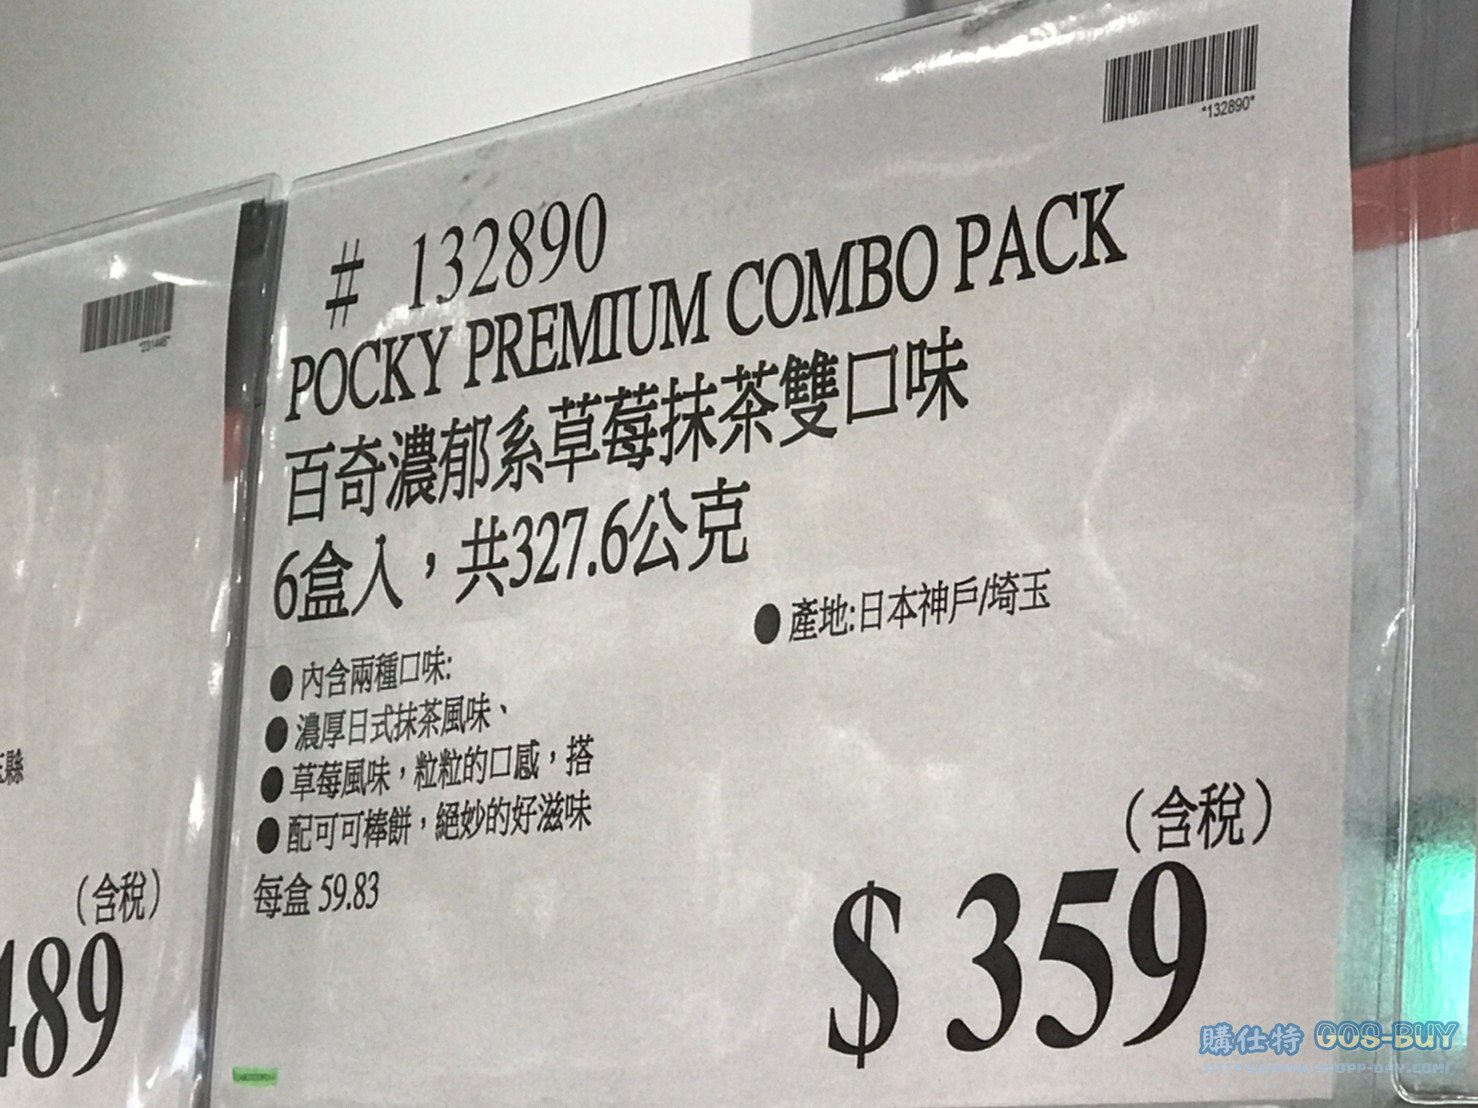 *132890*
# 132890
POCKY PREMIUM COMBO PACK
百奇濃郁系草莓抹茶雙口味
6盒入，共327.6公克
●產地:日本神戶/埼玉
●內含兩種口味:
●濃厚日式抹茶風味、
●草莓風味，粒粒的口感，搭
●配可可棒餅，絕妙的好滋味
每盒 59.83
（含稅）
$ 359
縣
（含稅）
489
購仕特 GOS-BUY